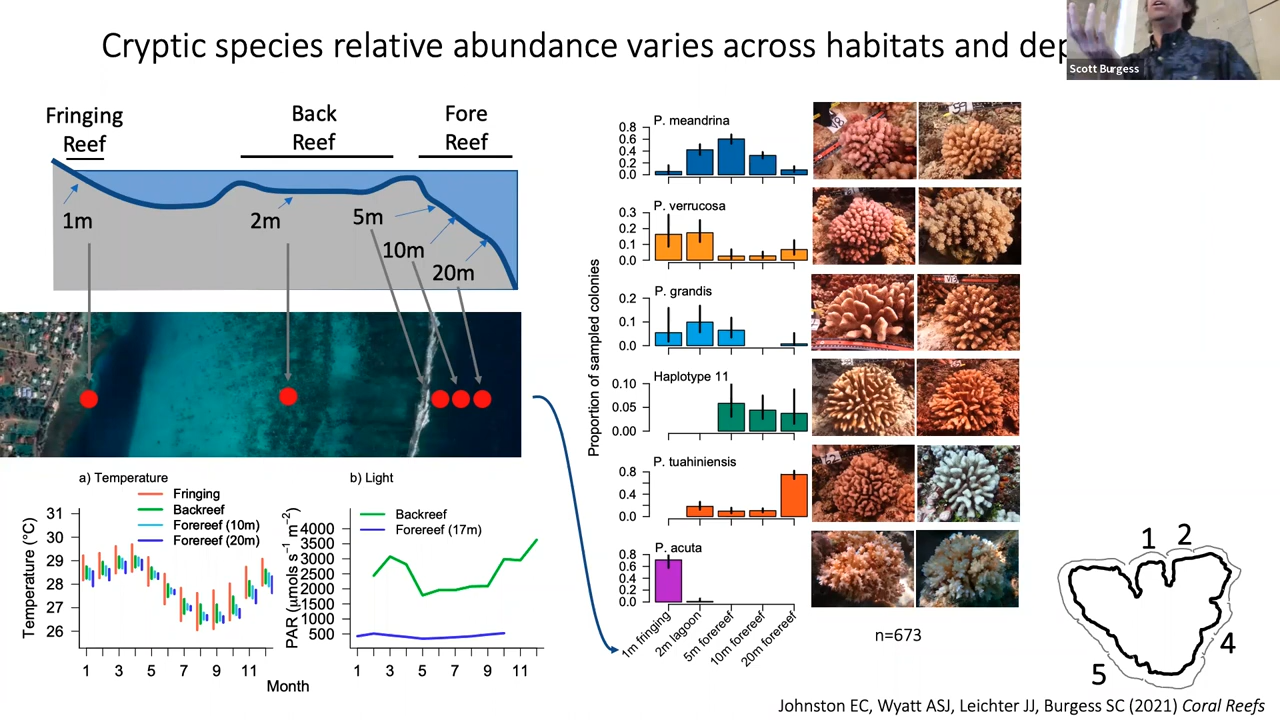 Cryptic species relative abundance varies across habitats and dep
Scott Burgess
Fringing
Reef
Back
Reef
Fore
Reef
1m
2m
5m
10m
20m
a) Temperature
Fringing
Backreef
Forereef (10m)
Forereef (20m)
Temperature (°C)
31
30
29
28
27
26
1 3 5 7 9 11
Month
b) Light
Backreef
Forereef (17m)
PAR (μmols s⁻¹ m⁻²)
4000
3500
3000
2500
2000
1500
1000
500
1 3 5 7 9 11
Proportion of sampled colonies
P. meandrina
0.8
0.6
0.4
0.2
0.0
P. verrucosa
0.3
0.2
0.1
0.0
P. grandis
0.2
0.1
0.0
Haplotype 11
0.10
0.05
0.00
P. tuahiniensis
0.8
0.4
0.0
P. acuta
0.8
0.6
0.4
0.2
0.0
1m fringing
2m lagoon
5m forereef
10m forereef
20m forereef
n=673
1 2
4
5
Johnston EC, Wyatt ASJ, Leichter JJ, Burgess SC (2021) Coral Reefs